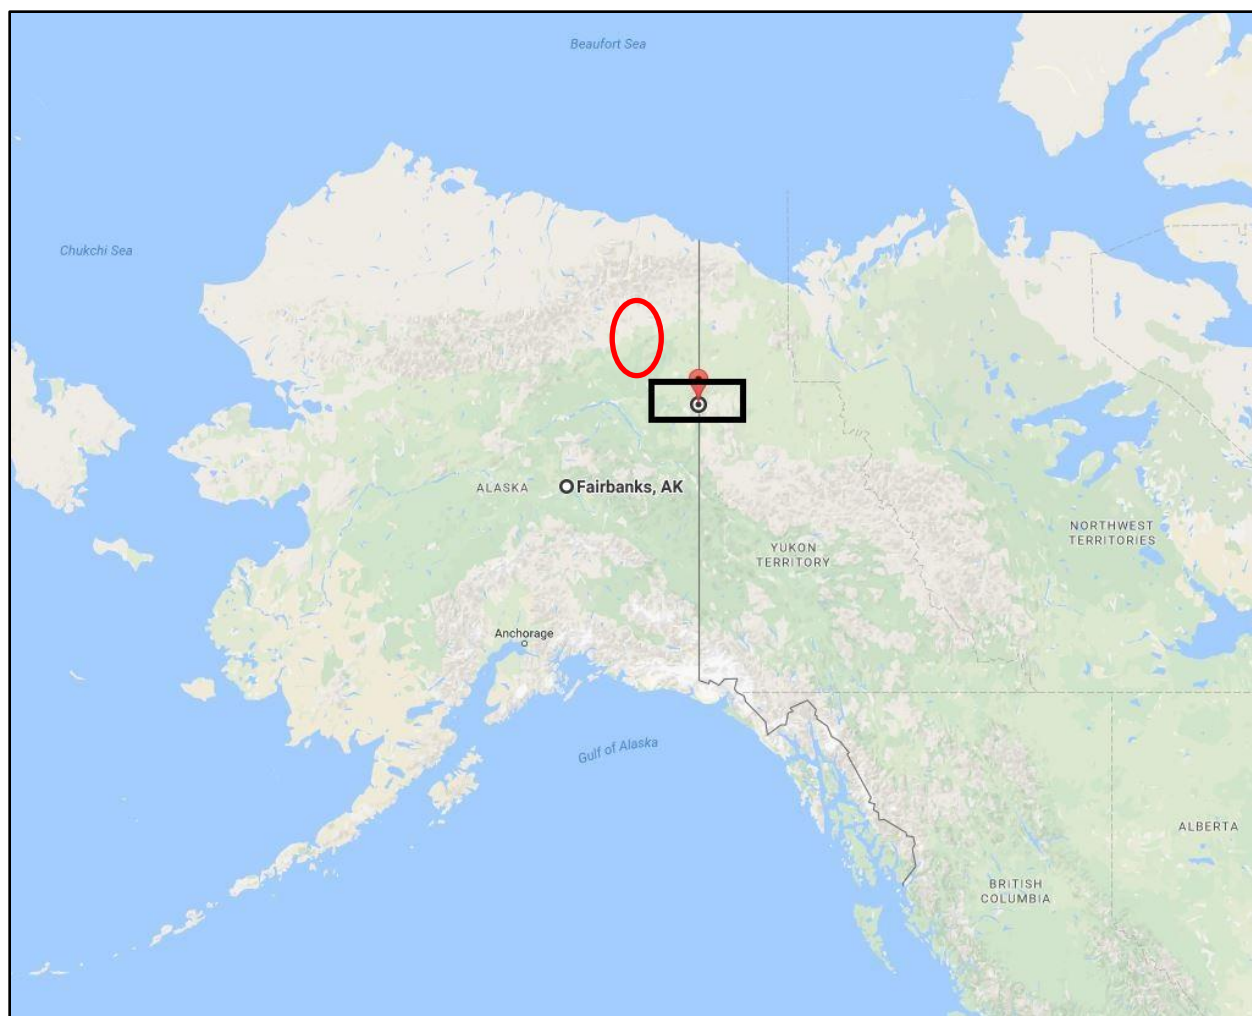 Beaufort Sea
Chukchi Sea
ALASKA
Fairbanks, AK
NORTHWEST
TERRITORIES
YUKON
TERRITORY
Anchorage
Gulf of Alaska
ALBERTA
BRITISH
COLUMBIA